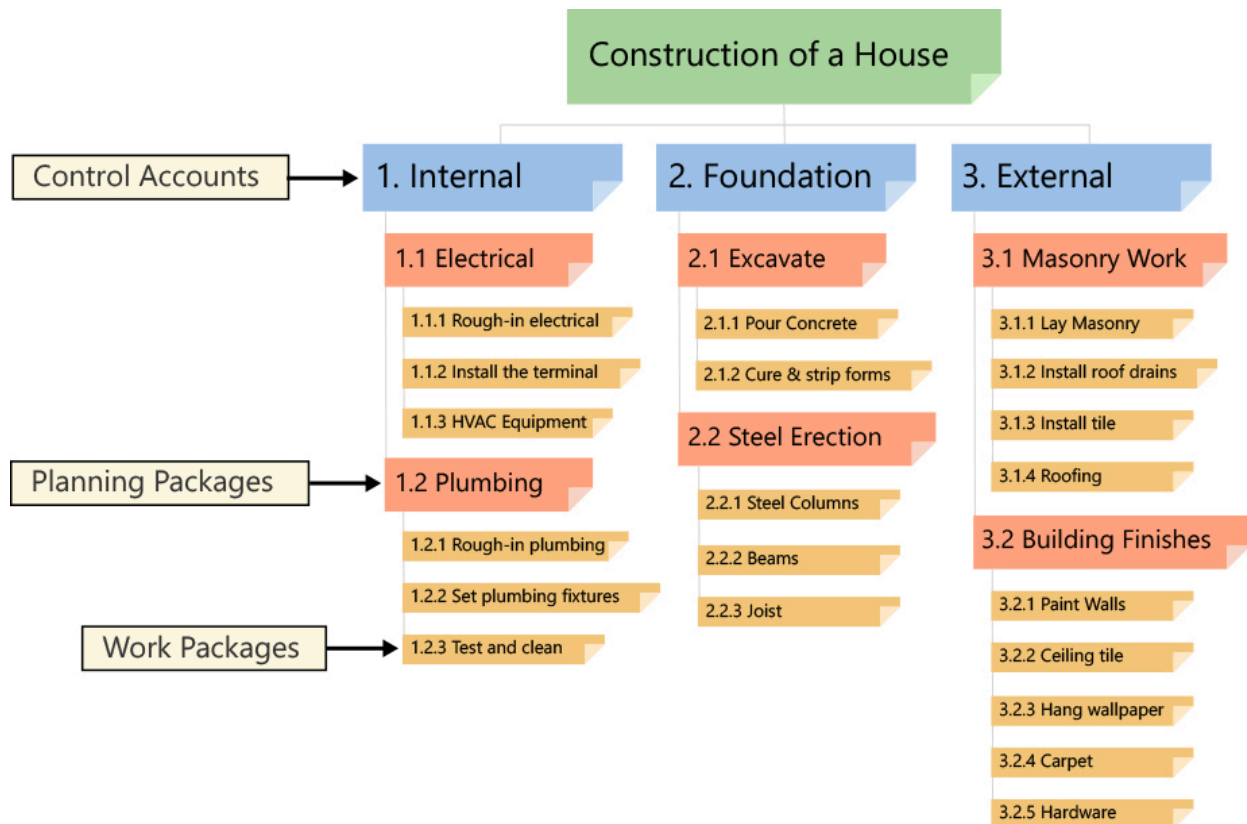 Construction of a House
Control Accounts
1. Internal
2. Foundation
3. External
1.1 Electrical
2.1 Excavate
3.1 Masonry Work
1.1.1 Rough-in electrical
2.1.1 Pour Concrete
3.1.1 Lay Masonry
1.1.2 Install the terminal
2.1.2 Cure & strip forms
3.1.2 Install roof drains
1.1.3 HVAC Equipment
2.2 Steel Erection
3.1.3 Install tile
Planning Packages
1.2 Plumbing
3.1.4 Roofing
2.2.1 Steel Columns
1.2.1 Rough-in plumbing
3.2 Building Finishes
2.2.2 Beams
1.2.2 Set plumbing fixtures
3.2.1 Paint Walls
2.2.3 Joist
Work Packages
1.2.3 Test and clean
3.2.2 Ceiling tile
3.2.3 Hang wallpaper
3.2.4 Carpet
3.2.5 Hardware